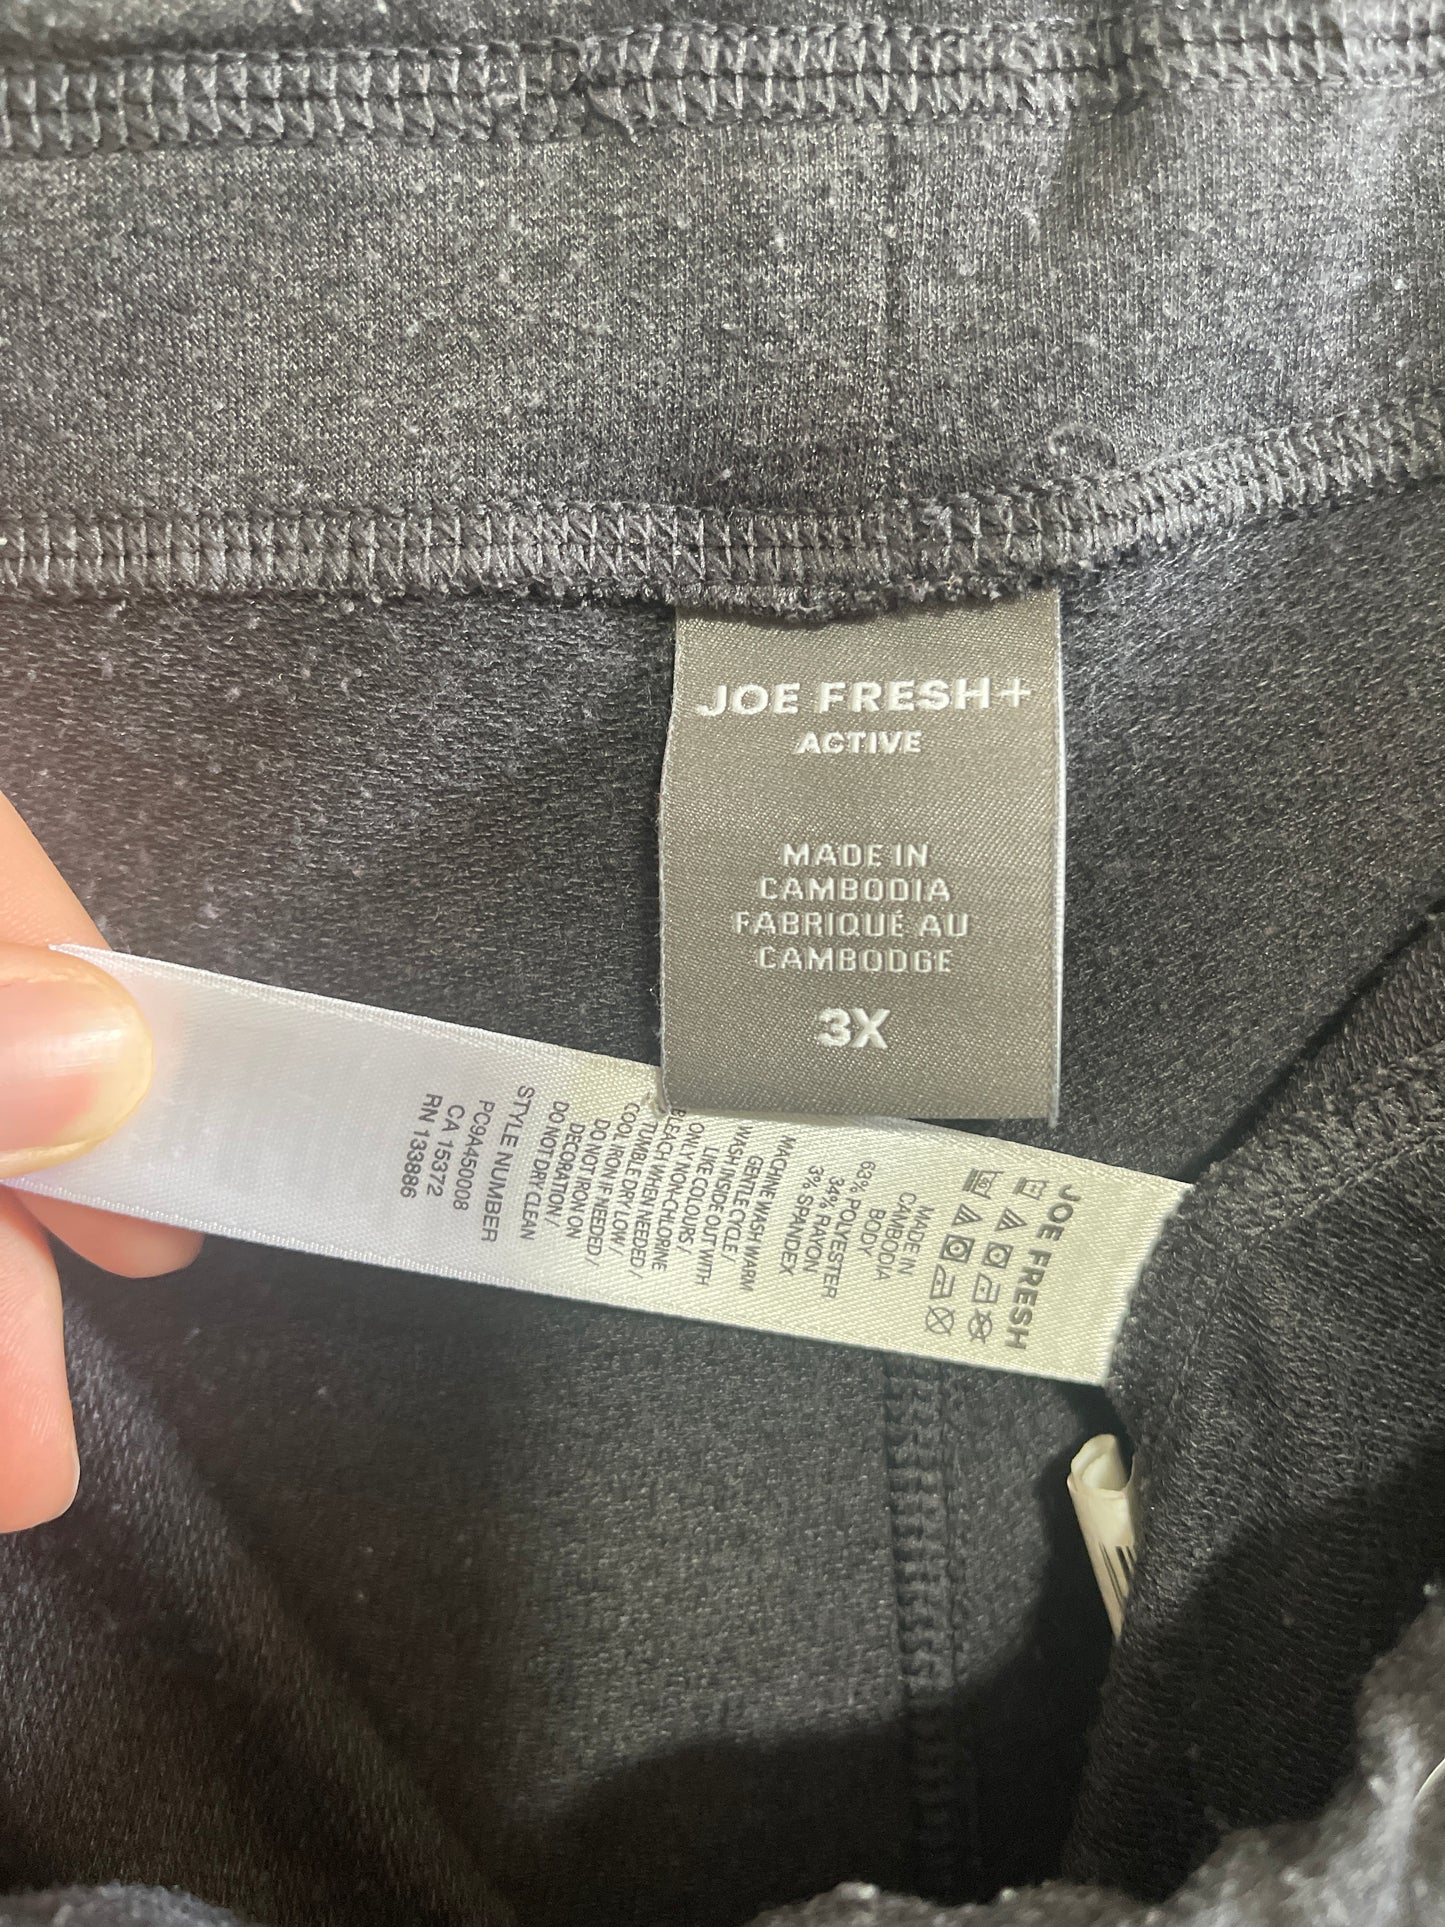 JOE FRESH+
ACTIVE
MADE IN
CAMBODIA
FABRIQUÉ AU
CAMBODGE
3X
JOE FRESH
MADE IN
CAMBODIA
BODY
63% POLYESTER
34% RAYON
3% SPANDEX
MACHINE WASH WARM
GENTLE CYCLE /
WASH INSIDE OUT WITH
LIKE COLOURS /
ONLY NON-CHLORINE
BLEACH WHEN NEEDED /
TUMBLE DRY LOW /
COOL IRON IF NEEDED /
DO NOT IRON ON
DECORATION /
DO NOT DRY CLEAN
STYLE NUMBER
PC9A450008
CA 15372
RN 133886